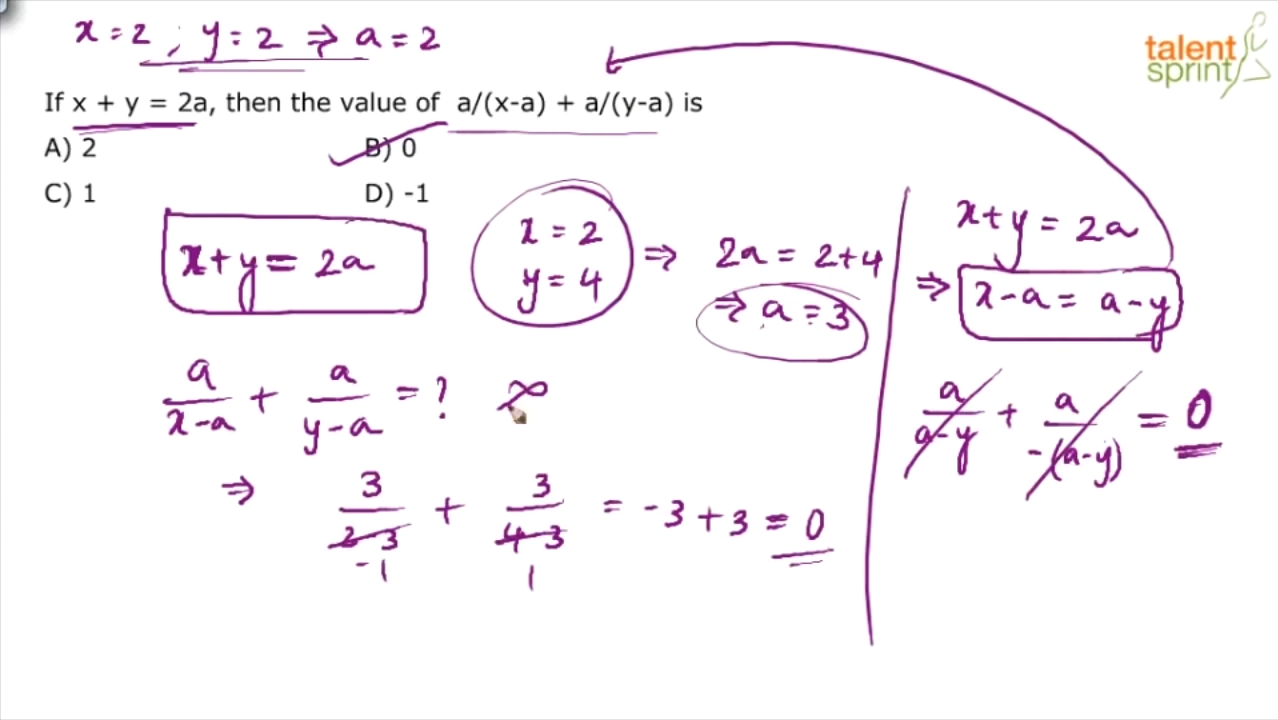 x = 2 ; y = 2 ⇒ a = 2
talent
sprint
If x + y = 2a, then the value of a/(x-a) + a/(y-a) is
A) 2 B) 0
C) 1 D) -1
x+y = 2a
x = 2
y = 4
⇒ 2a = 2+4
⇒ a = 3
a/(x-a) + a/(y-a) = ? ∞
⇒ 3/(2-3) + 3/(4-3) = -3+3 = 0
-1 1
x+y = 2a
⇒ x-a = a-y
a/(a-y) + a/-(a-y) = 0